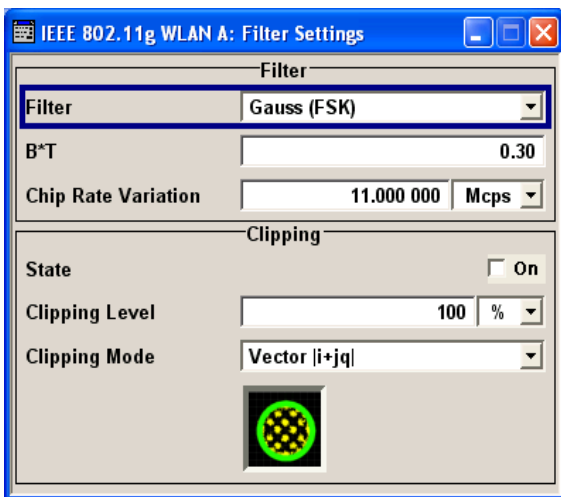 IEEE 802.11g WLAN A: Filter Settings
Filter
Filter Gauss (FSK)
B*T 0.30
Chip Rate Variation 11.000 000 Mcps
Clipping
State On
Clipping Level 100 %
Clipping Mode Vector |i+jq|